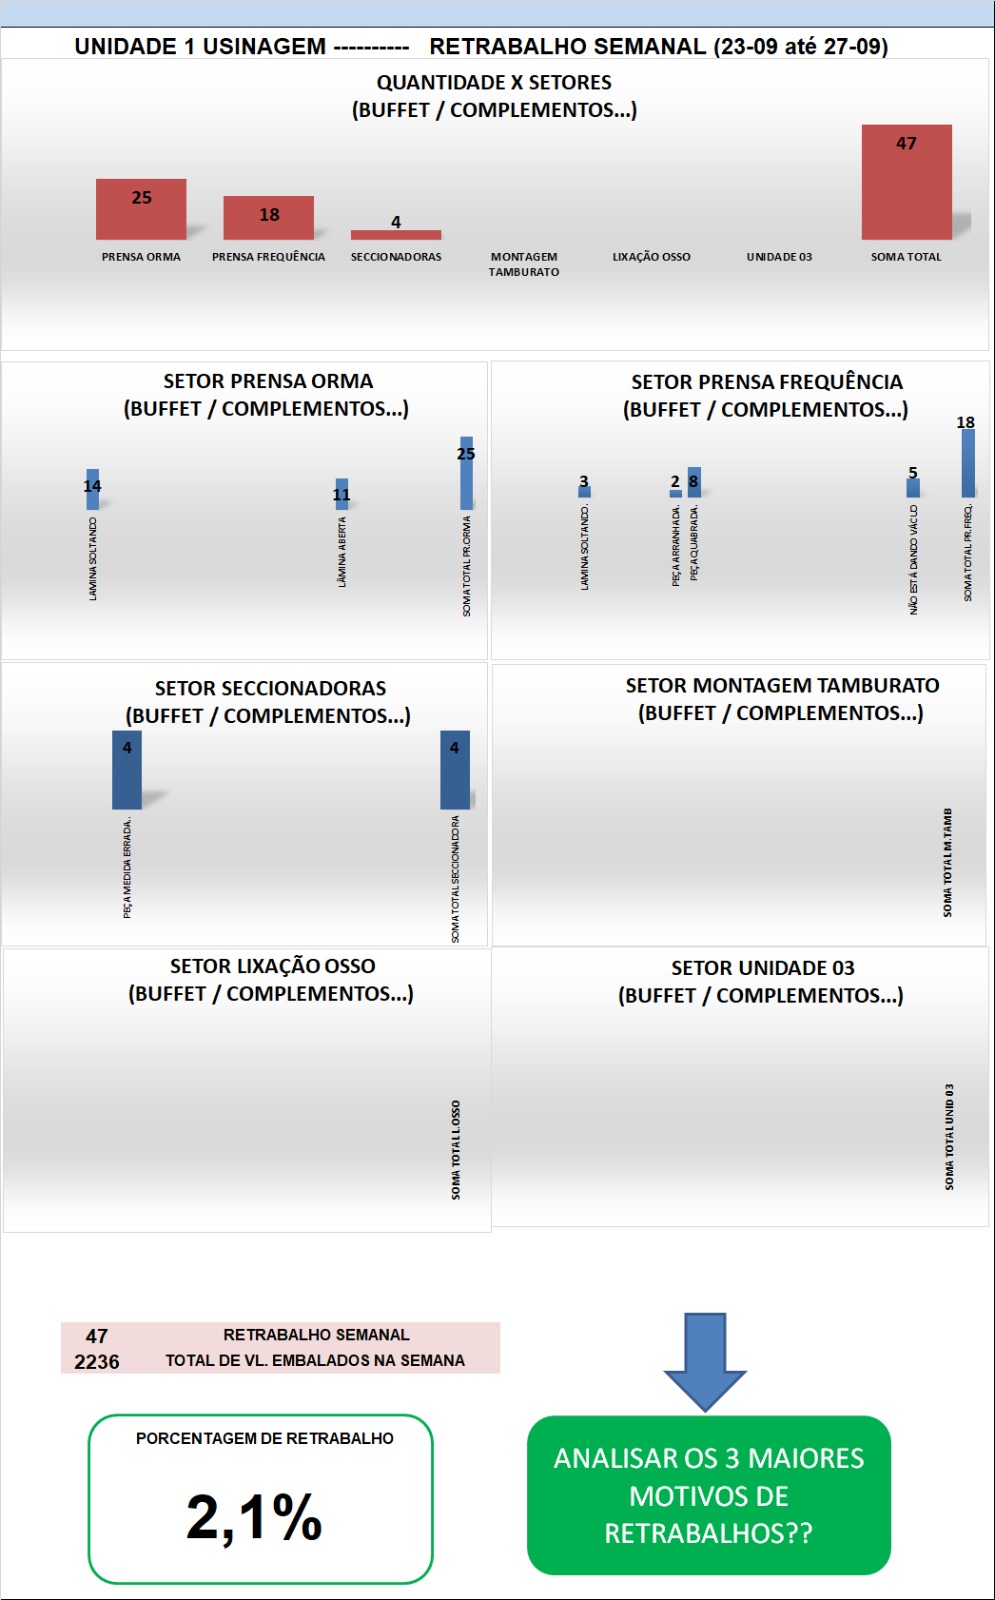 UNIDADE 1 USINAGEM ---------- RETRABALHO SEMANAL (23-09 até 27-09)
QUANTIDADE X SETORES
(BUFFET / COMPLEMENTOS...)
25
18
4
47
PRENSA ORMA
PRENSA FREQUÊNCIA
SECCIONADORAS
MONTAGEM
TAMBURATO
LIXAÇÃO OSSO
UNIDADE 03
SOMA TOTAL
SETOR PRENSA ORMA
(BUFFET / COMPLEMENTOS...)
14
11
25
LAMINA SOLTANDO
LÂMINA ABERTA
SOMA TOTAL PR.ORMA
SETOR PRENSA FREQUÊNCIA
(BUFFET / COMPLEMENTOS...)
3
2
8
5
18
LAMINA SOLTANDO.
PEÇA ARRANHADA.
PEÇA QUABRADA.
NÃO ESTÁ DANDO VÁCUO
SOMA TOTAL PR.FREQ.
SETOR SECCIONADORAS
(BUFFET / COMPLEMENTOS...)
4
4
PEÇA MEDIDA ERRADA..
SOMA TOTAL SECCIONADORA
SETOR MONTAGEM TAMBURATO
(BUFFET / COMPLEMENTOS...)
SOMA TOTAL M.TAMB
SETOR LIXAÇÃO OSSO
(BUFFET / COMPLEMENTOS...)
SOMA TOTAL L.OSSO
SETOR UNIDADE 03
(BUFFET / COMPLEMENTOS...)
SOMA TOTAL UNID 03
47 RETRABALHO SEMANAL
2236 TOTAL DE VL. EMBALADOS NA SEMANA
PORCENTAGEM DE RETRABALHO
2,1%
ANALISAR OS 3 MAIORES
MOTIVOS DE
RETRABALHOS??